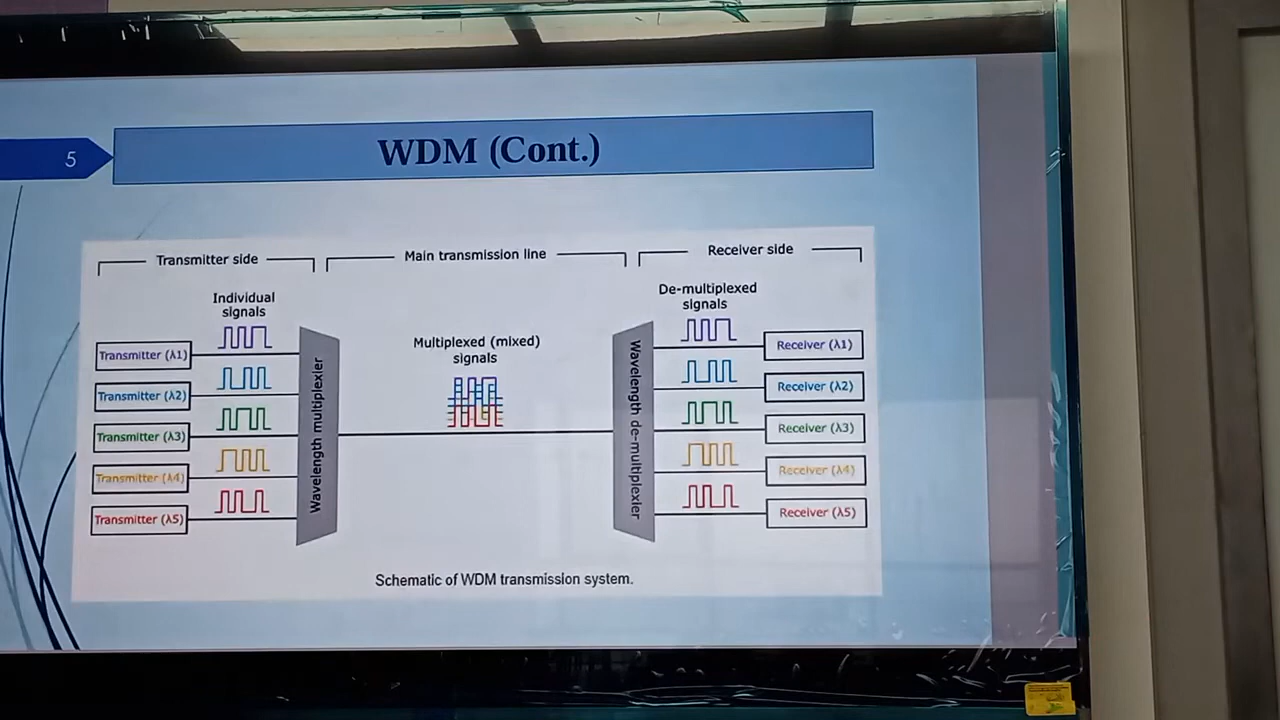 5
WDM (Cont.)
Transmitter side
Main transmission line
Receiver side
Individual
signals
De-multiplexed
signals
Multiplexed (mixed)
signals
Transmitter (λ1)
Transmitter (λ2)
Transmitter (λ3)
Transmitter (λ4)
Transmitter (λ5)
Wavelength multiplexier
Wavelength de-multiplexier
Receiver (λ1)
Receiver (λ2)
Receiver (λ3)
Receiver (λ4)
Receiver (λ5)
Schematic of WDM transmission system.